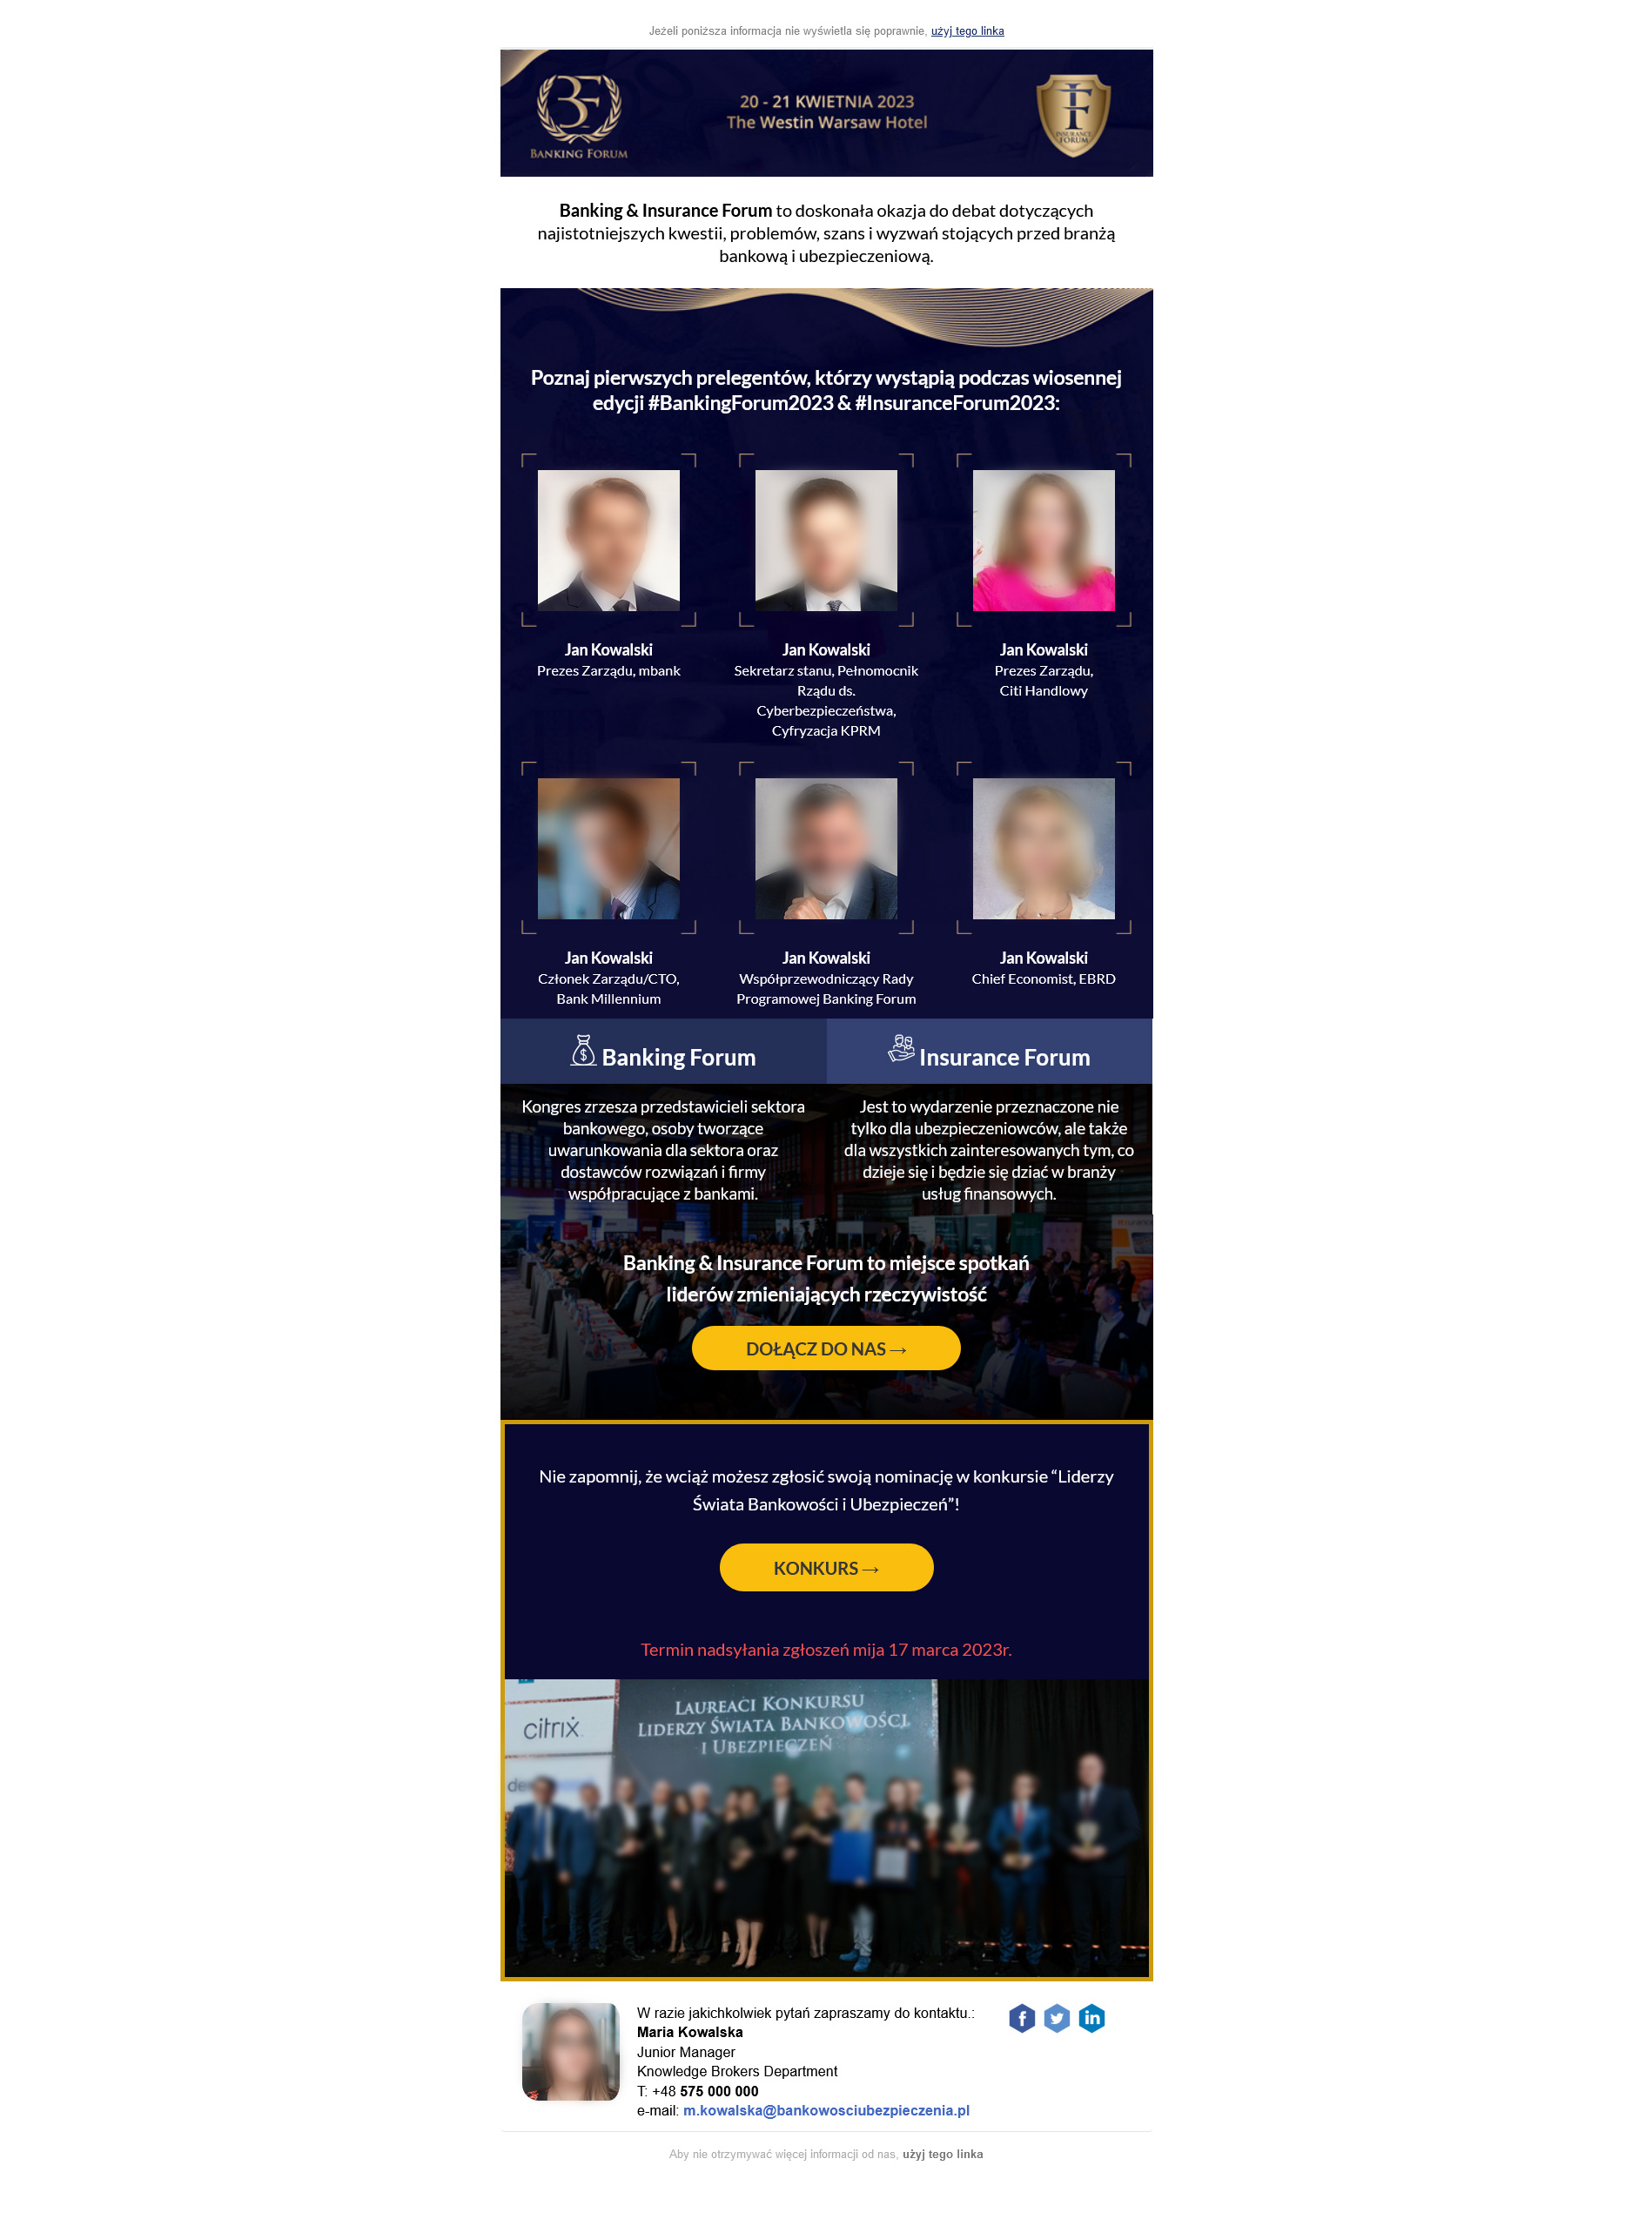 Jeżeli poniższa informacja nie wyświetla się poprawnie, użyj tego linka
BF
BANKING FORUM
20 - 21 KWIETNIA 2023
The Westin Warsaw Hotel
IF
INSURANCE
FORUM
Banking & Insurance Forum to doskonała okazja do debat dotyczących
najistotniejszych kwestii, problemów, szans i wyzwań stojących przed branżą
bankową i ubezpieczeniową.
Poznaj pierwszych prelegentów, którzy wystąpią podczas wiosennej
edycji #BankingForum2023 & #InsuranceForum2023:
Jan Kowalski
Prezes Zarządu, mbank
Jan Kowalski
Sekretarz stanu, Pełnomocnik
Rządu ds.
Cyberbezpieczeństwa,
Cyfryzacja KPRM
Jan Kowalski
Prezes Zarządu,
Citi Handlowy
Jan Kowalski
Członek Zarządu/CTO,
Bank Millennium
Jan Kowalski
Współprzewodniczący Rady
Programowej Banking Forum
Jan Kowalski
Chief Economist, EBRD
Banking Forum
Kongres zrzesza przedstawicieli sektora
bankowego, osoby tworzące
uwarunkowania dla sektora oraz
dostawców rozwiązań i firmy
współpracujące z bankami.
Insurance Forum
Jest to wydarzenie przeznaczone nie
tylko dla ubezpieczeniowców, ale także
dla wszystkich zainteresowanych tym, co
dzieje się i będzie się dziać w branży
usług finansowych.
Banking & Insurance Forum to miejsce spotkań
liderów zmieniających rzeczywistość
DOŁĄCZ DO NAS →
Nie zapomnij, że wciąż możesz zgłosić swoją nominację w konkursie “Liderzy
Świata Bankowości i Ubezpieczeń”!
KONKURS →
Termin nadsyłania zgłoszeń mija 17 marca 2023r.
citrix
LAUREACI KONKURSU
LIDERZY ŚWIATA BANKOWOŚCI
I UBEZPIECZEŃ
W razie jakichkolwiek pytań zapraszamy do kontaktu.:
Maria Kowalska
Junior Manager
Knowledge Brokers Department
T: +48 575 000 000
e-mail: m.kowalska@bankowosciubezpieczenia.pl
Aby nie otrzymywać więcej informacji od nas, użyj tego linka